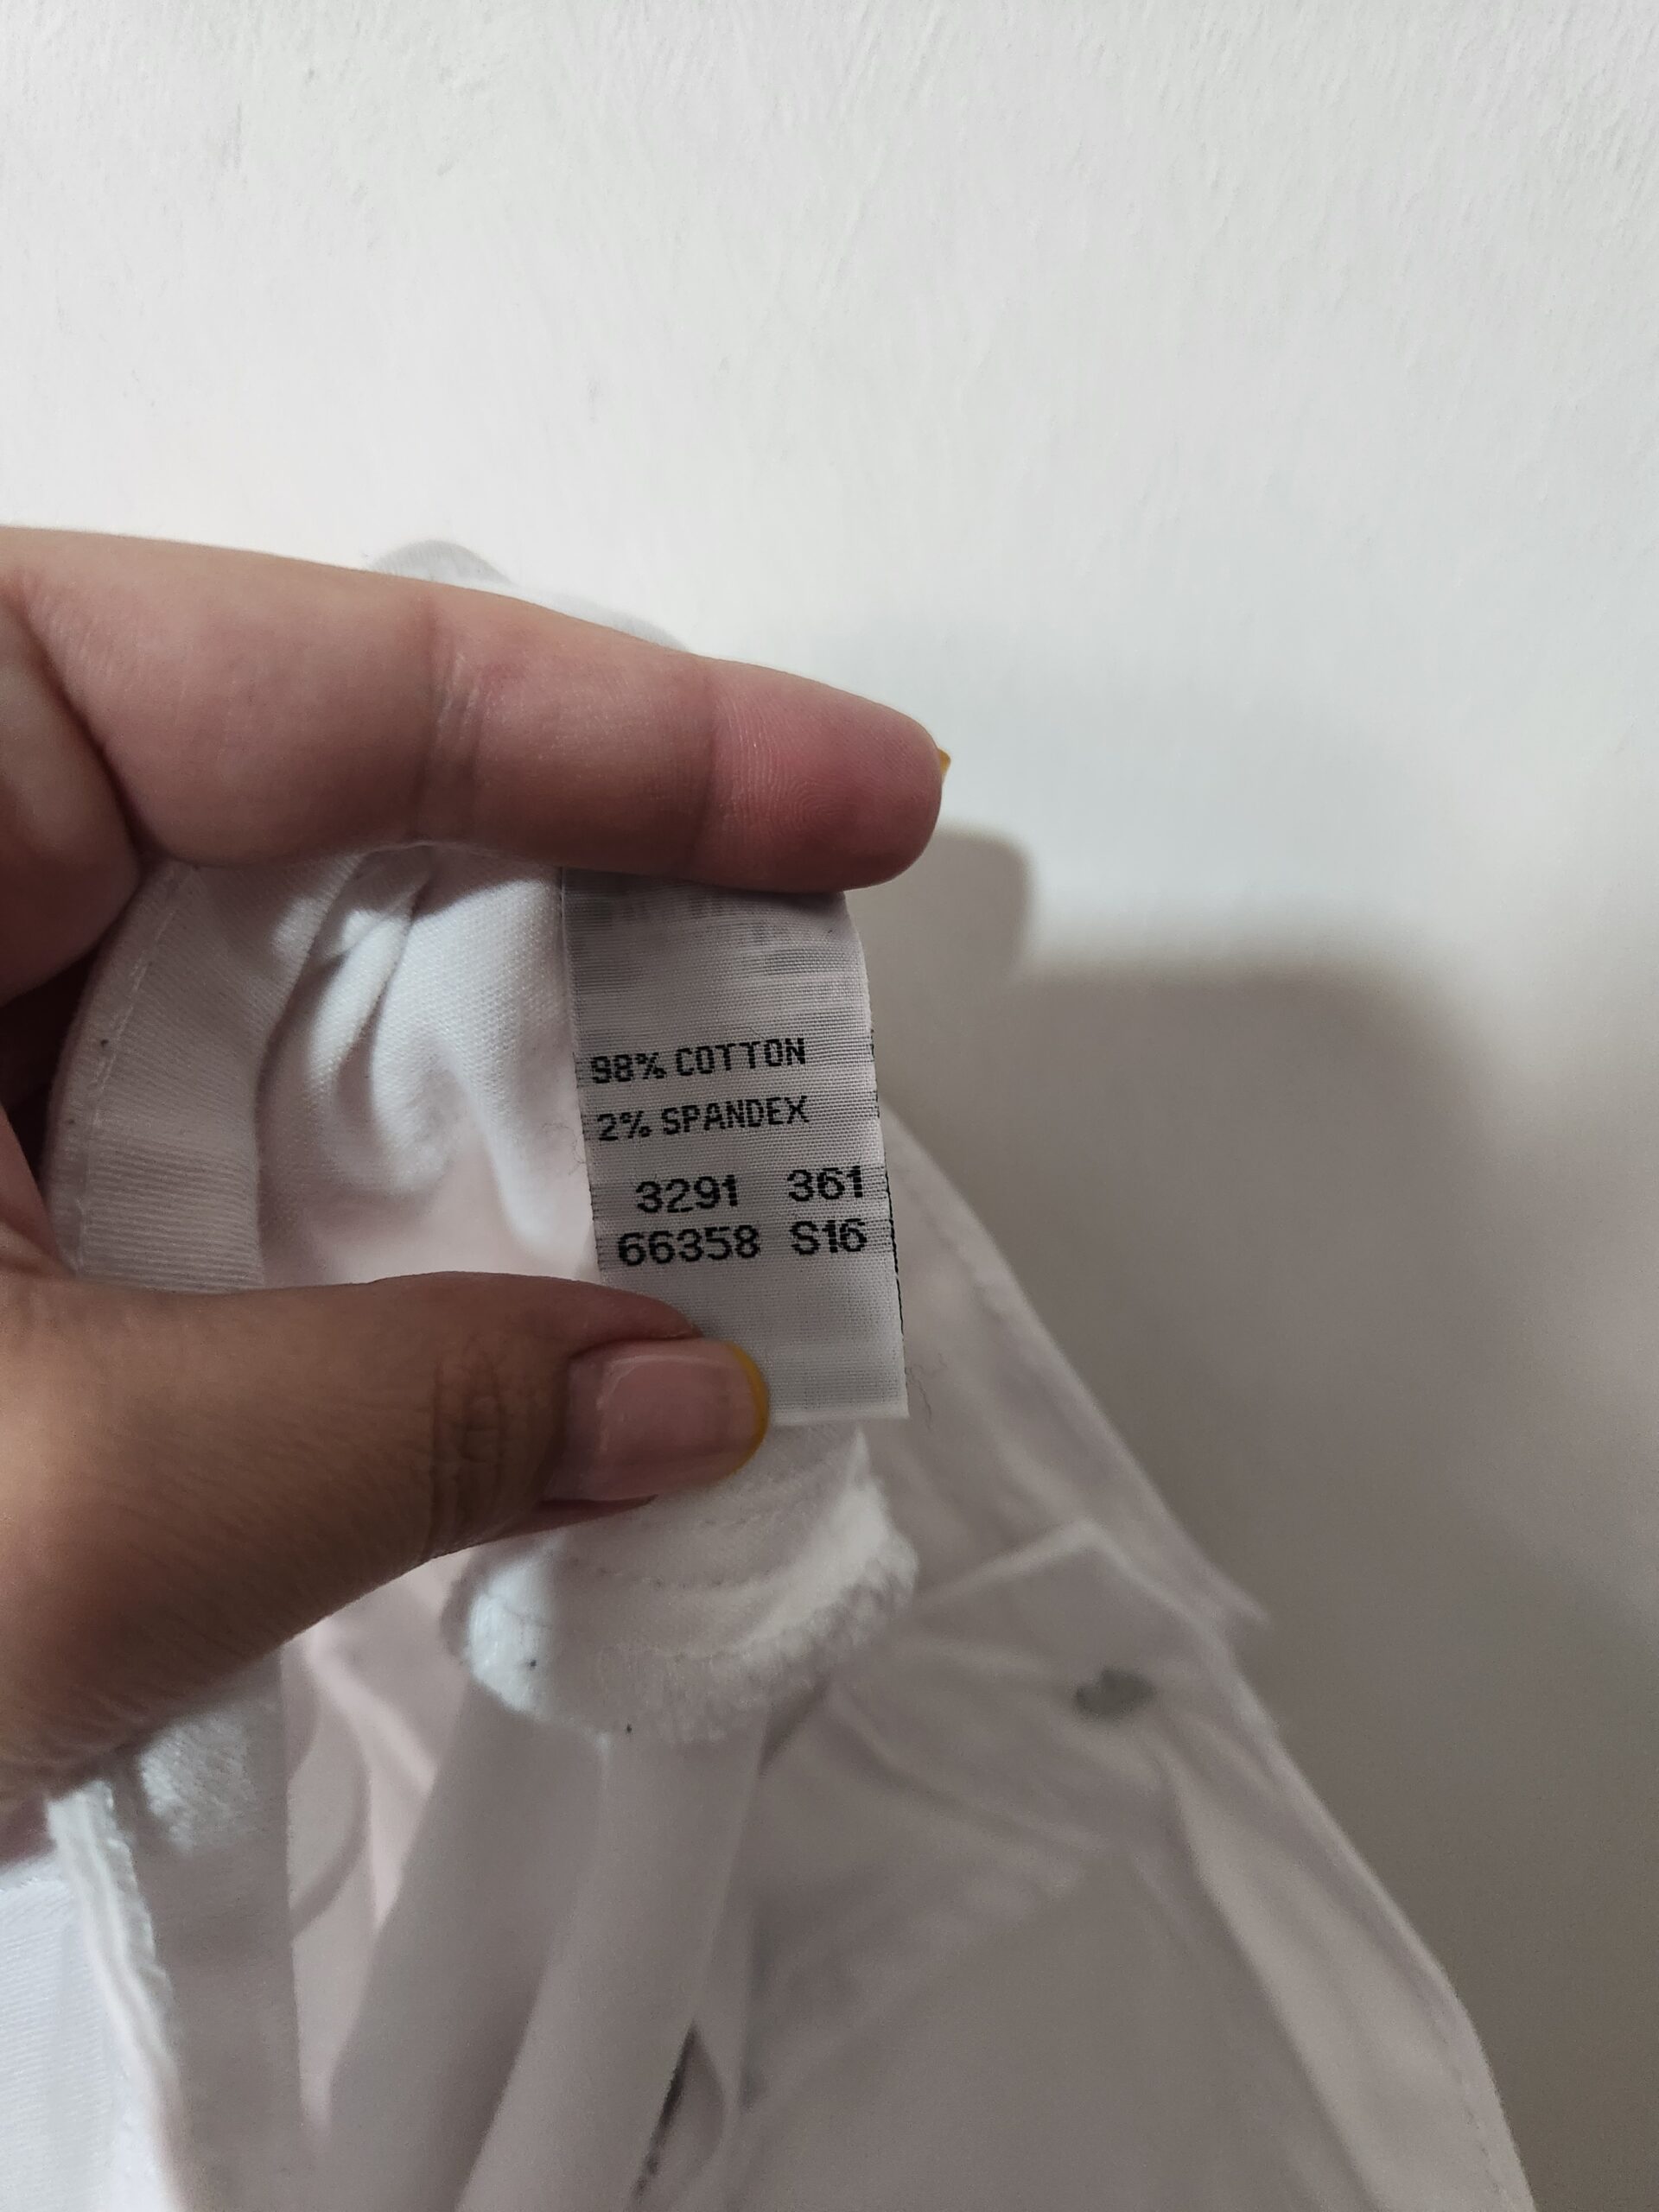 98% COTTON
2% SPANDEX
3291 361
66358 S16